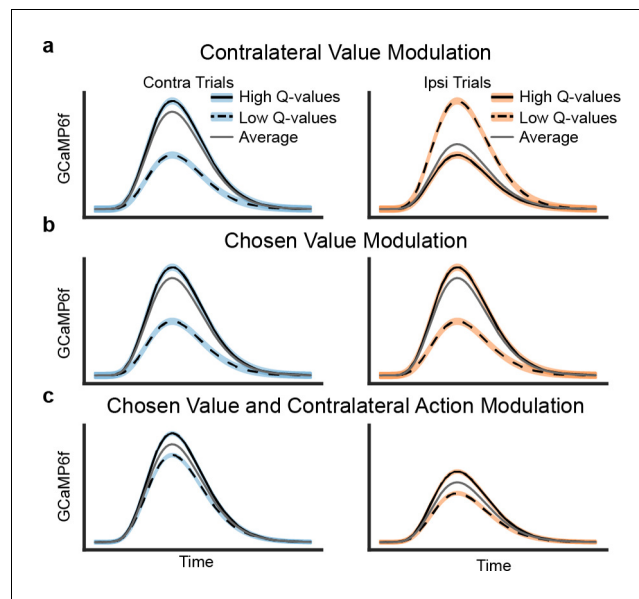 a
Contralateral Value Modulation
Contra Trials
High Q-values
Low Q-values
Average
GCaMP6f
Ipsi Trials
High Q-values
Low Q-values
Average
b
Chosen Value Modulation
GCaMP6f
c
Chosen Value and Contralateral Action Modulation
GCaMP6f
Time
Time